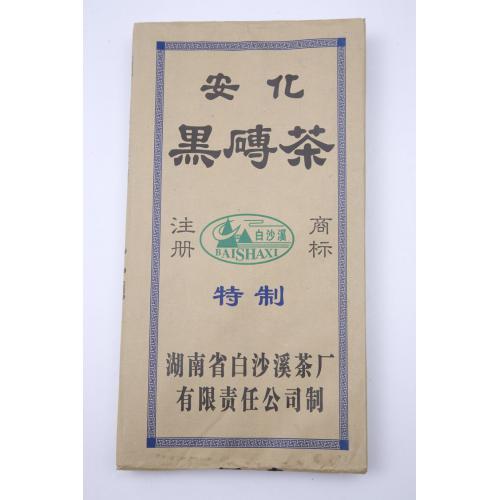 安化
黑磚茶
注册
商标
白沙溪
BAISHAXI
特制
湖南省白沙溪茶厂
有限责任公司制